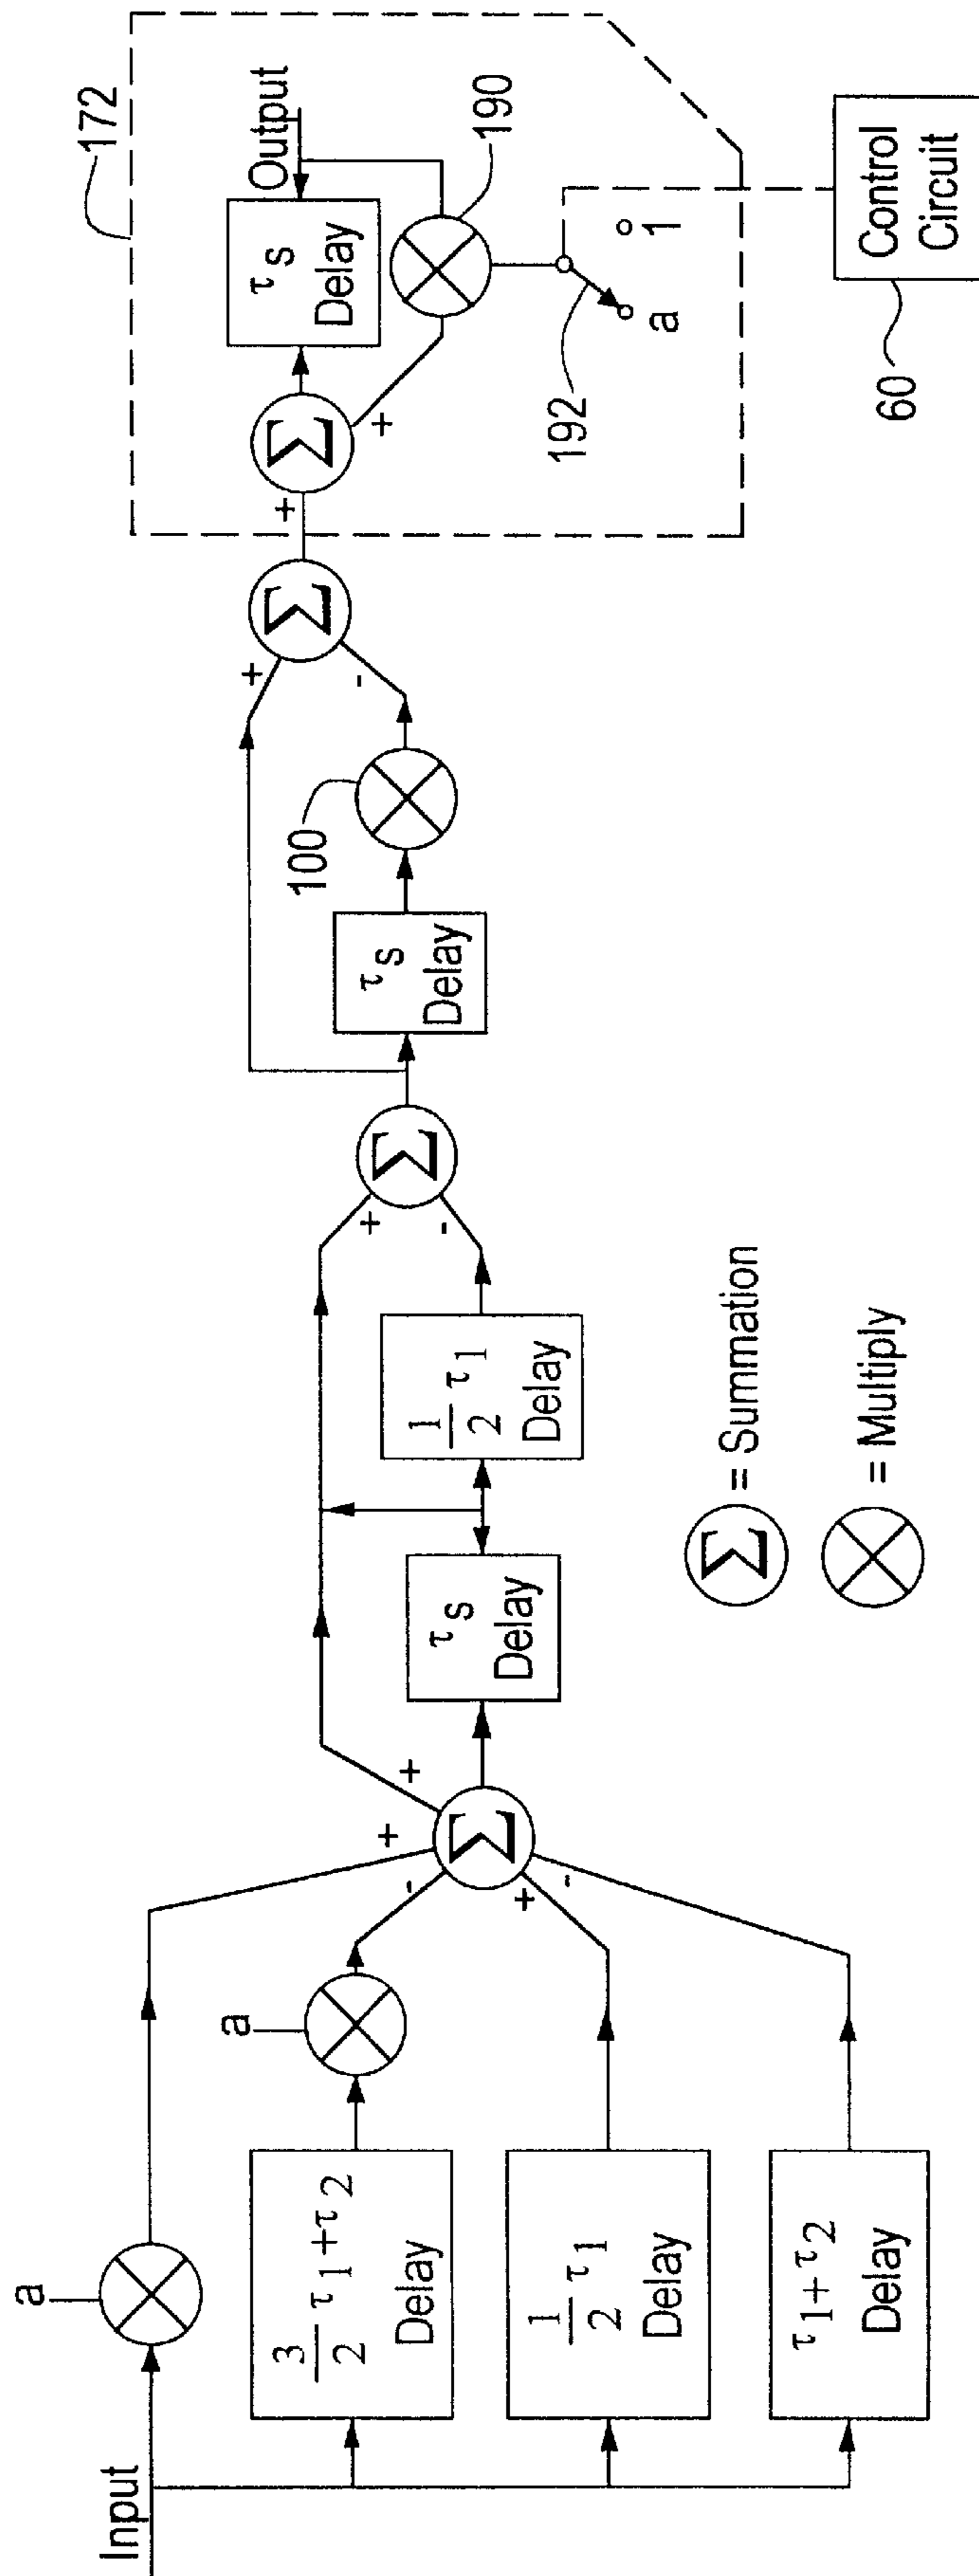 Input
a
3/2 τ1+τ2
Delay
a
1/2 τ1
Delay
τ1+τ2
Delay
+
-
+
-
Σ
+
τs
Delay
1/2 τ1
Delay
+
-
Σ
τs
Delay
100
+
-
Σ
172
+
Σ
+
τs
Delay
Output
190
192
a
1
Control
Circuit
60
Σ = Summation
= Multiply